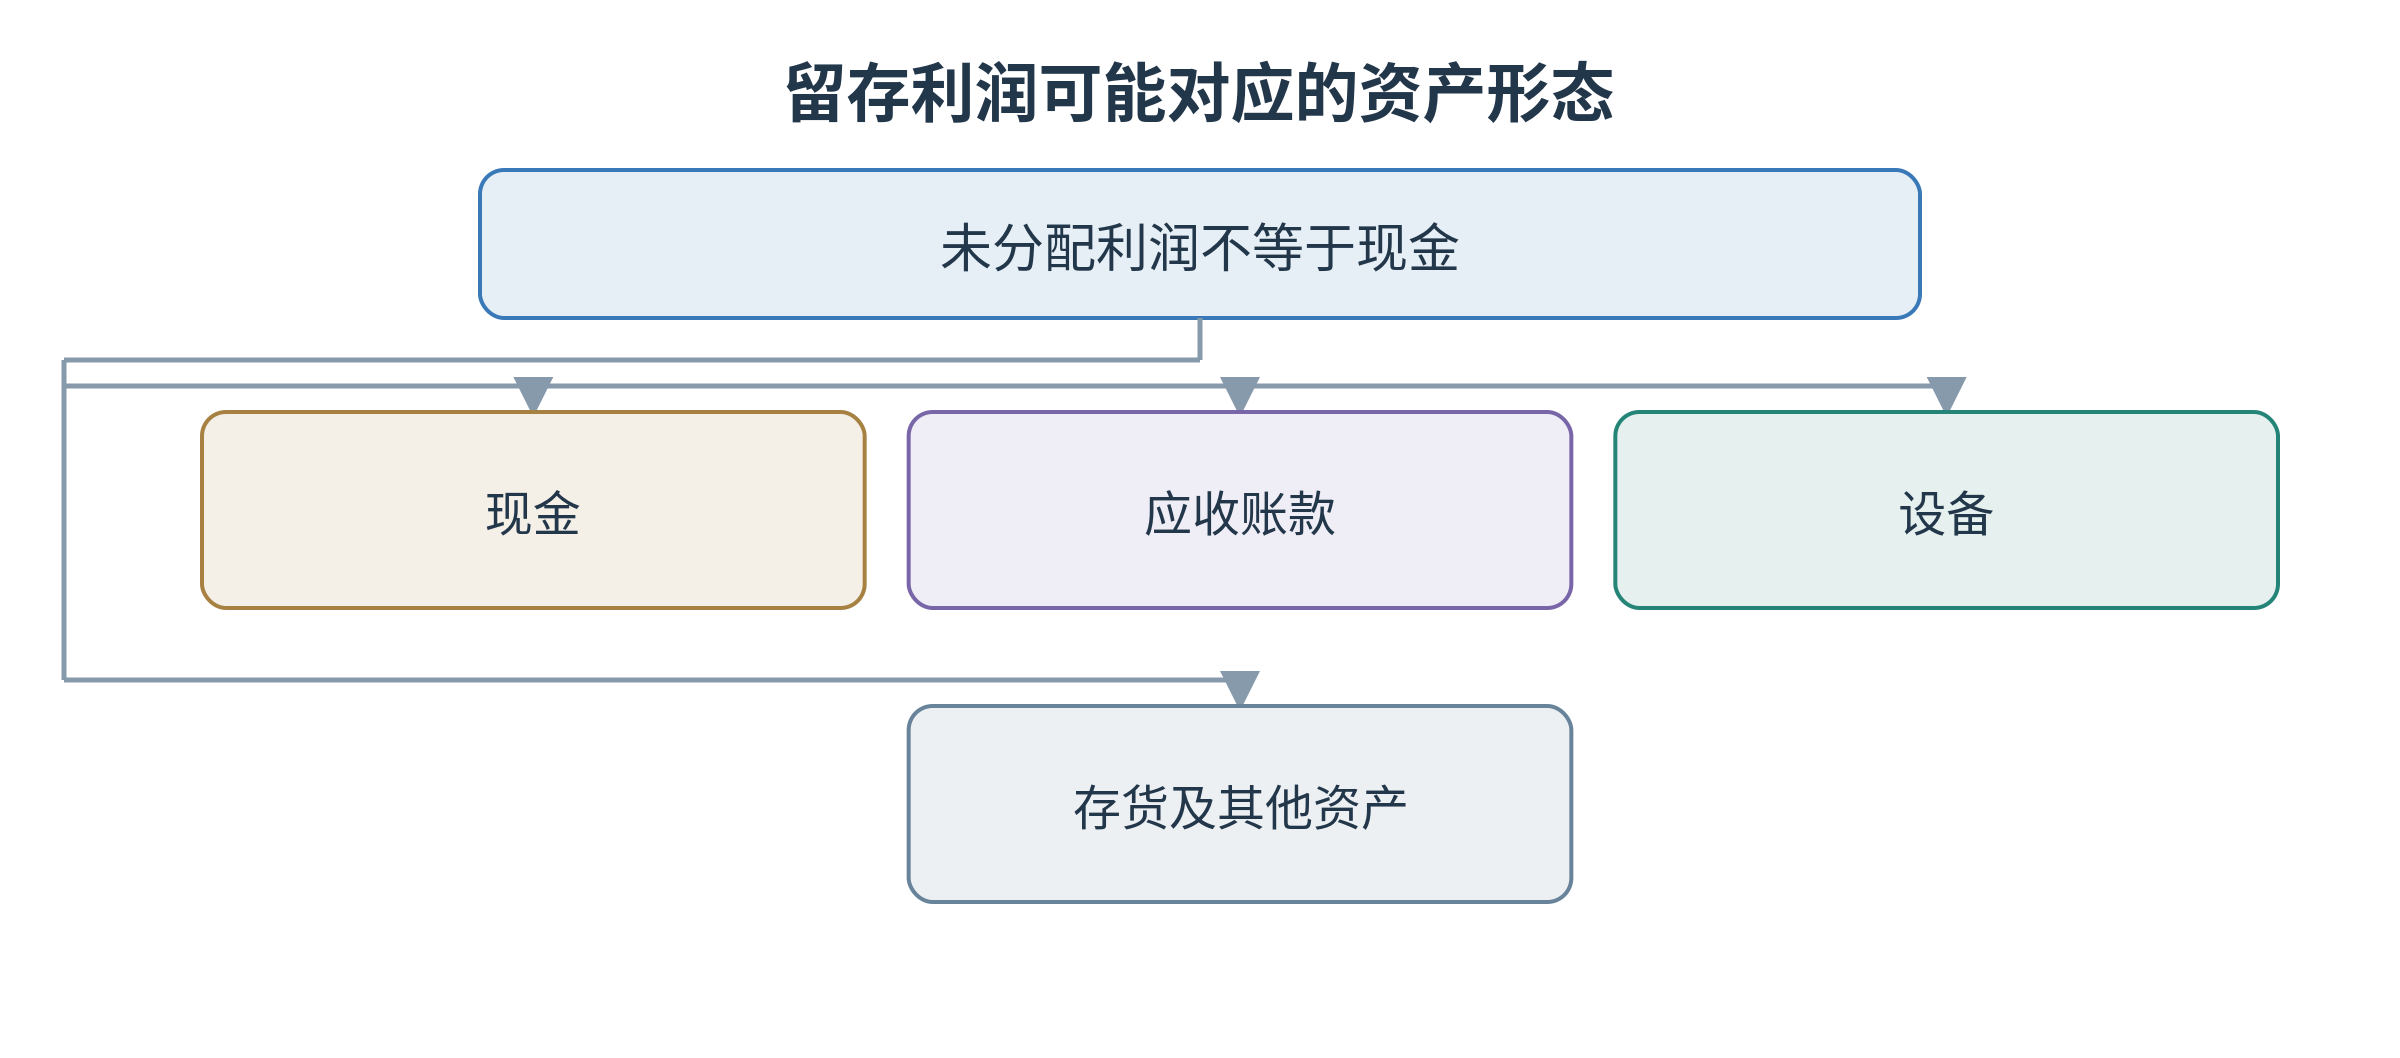 留存利润可能对应的资产形态
未分配利润不等于现金
现金
应收账款
设备
存货及其他资产